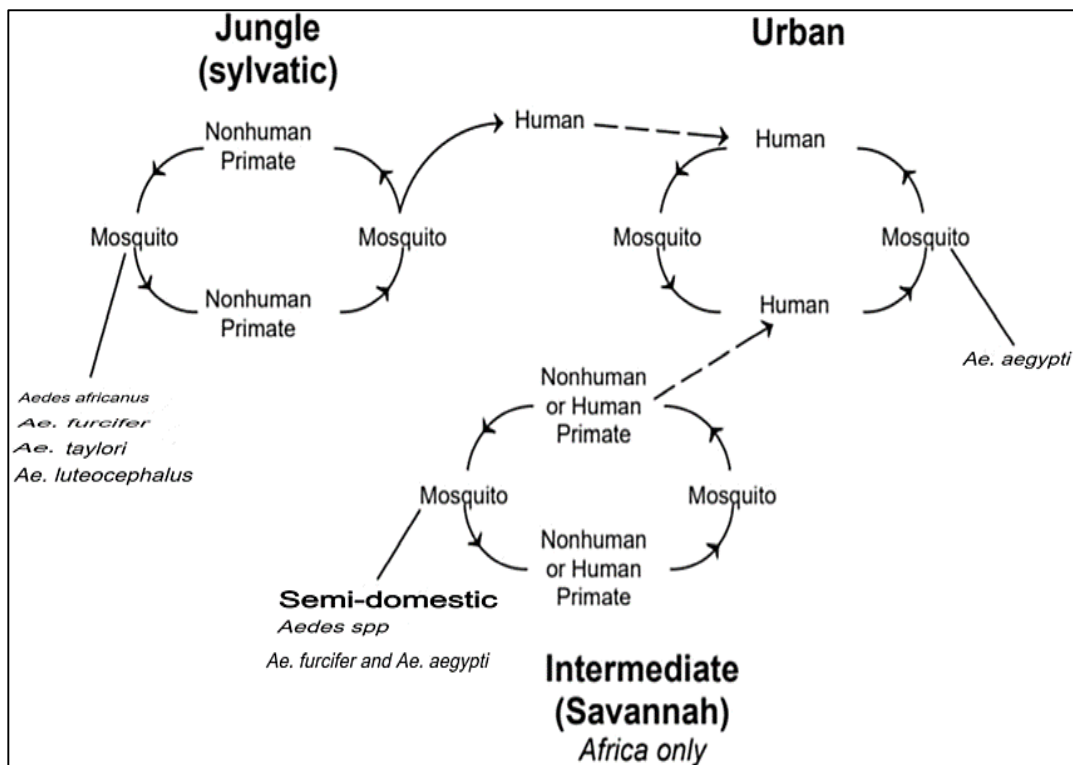 Jungle
(sylvatic)
Urban
Nonhuman
Primate
Human
Human
Mosquito
Mosquito
Mosquito
Mosquito
Nonhuman
Primate
Human
Aedes africanus
Ae. furcifer
Ae. taylori
Ae. luteocephalus
Ae. aegypti
Nonhuman
or Human
Primate
Mosquito
Mosquito
Nonhuman
or Human
Primate
Semi-domestic
Aedes spp
Ae. furcifer and Ae. aegypti
Intermediate
(Savannah)
Africa only